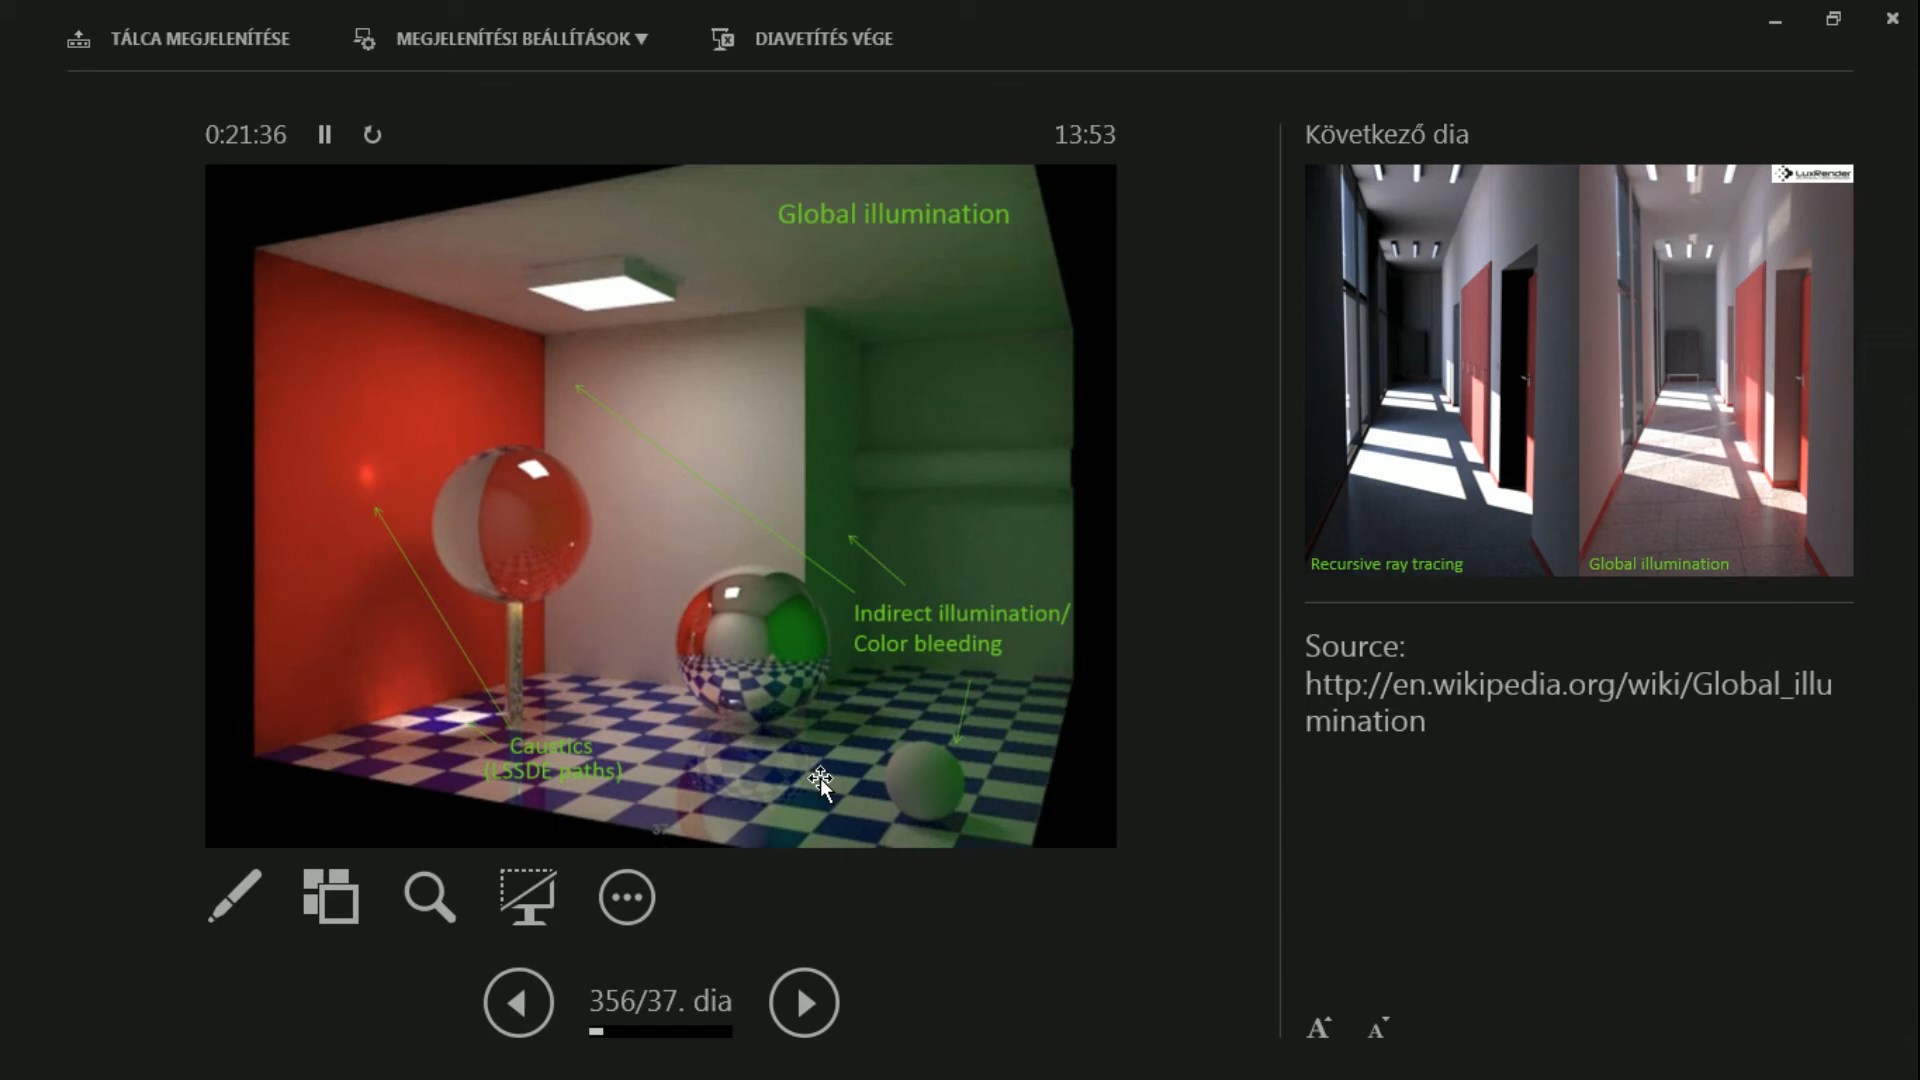 TÁLCA MEGJELENÍTÉSE
MEGJELENÍTÉSI BEÁLLÍTÁSOK
DIAVETÍTÉS VÉGE
0:21:36
13:53
Global illumination
Indirect illumination/
Color bleeding
Caustics
(LSSDE paths)
37
356/37. dia
Következő dia
LuxRender
Recursive ray tracing
Global illumination
Source:
http://en.wikipedia.org/wiki/Global_illu
mination
A
A